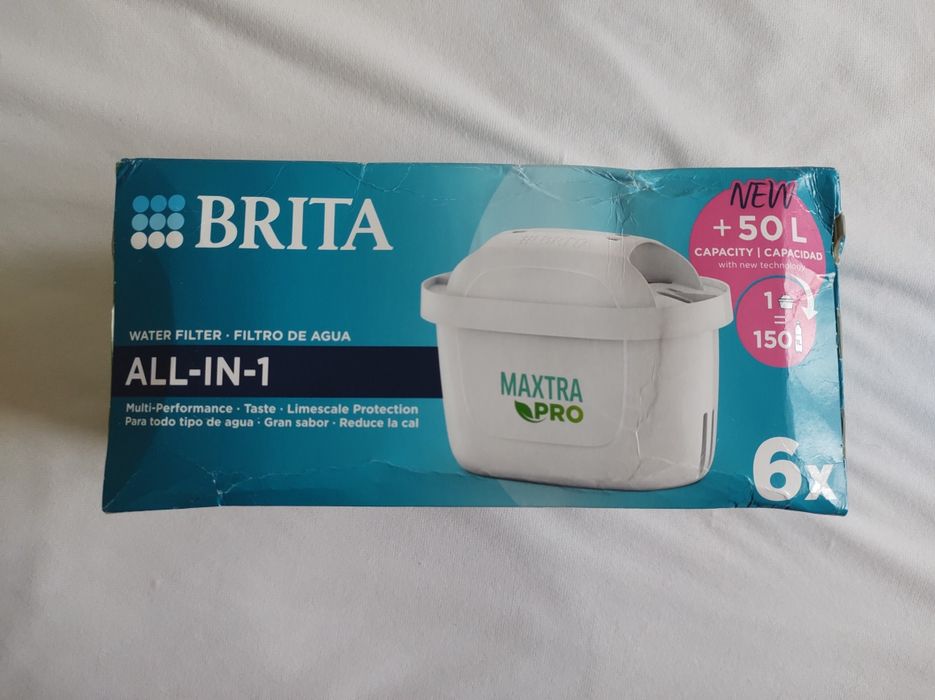 BRITA
WATER FILTER · FILTRO DE AGUA
ALL-IN-1
Multi-Performance · Taste · Limescale Protection
Para todo tipo de agua · Gran sabor · Reduce la cal
MAXTRA
PRO
NEW
+ 50 L
CAPACITY | CAPACIDAD
with new technology
1
=
150
6x